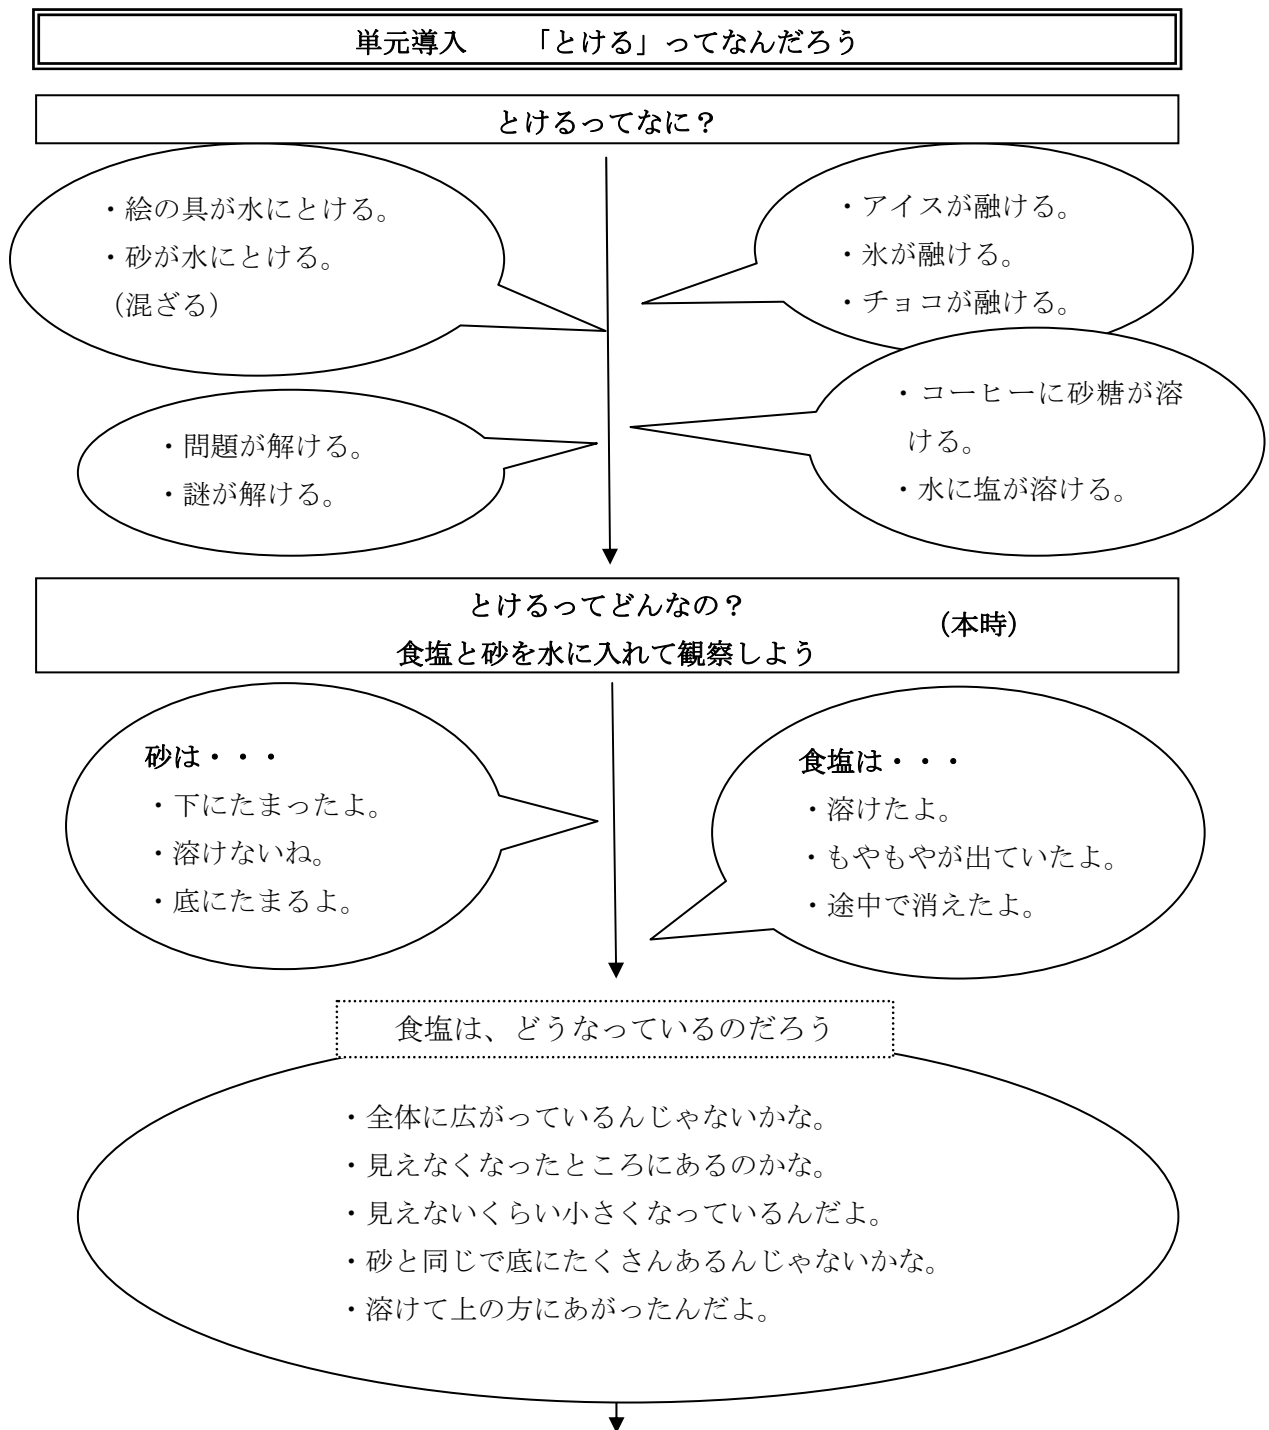 単元導入　　「とける」ってなんだろう
とけるってなに？
・絵の具が水にとける。
・砂が水にとける。
（混ざる）
・アイスが融ける。
・氷が融ける。
・チョコが融ける。
・問題が解ける。
・謎が解ける。
・コーヒーに砂糖が溶
ける。
・水に塩が溶ける。
とけるってどんなの？
食塩と砂を水に入れて観察しよう
（本時）
砂は・・・
・下にたまったよ。
・溶けないね。
・底にたまるよ。
食塩は・・・
・溶けたよ。
・もやもやが出ていたよ。
・途中で消えたよ。
食塩は、どうなっているのだろう
・全体に広がっているんじゃないかな。
・見えなくなったところにあるのかな。
・見えないくらい小さくなっているんだよ。
・砂と同じで底にたくさんあるんじゃないかな。
・溶けて上の方にあがったんだよ。